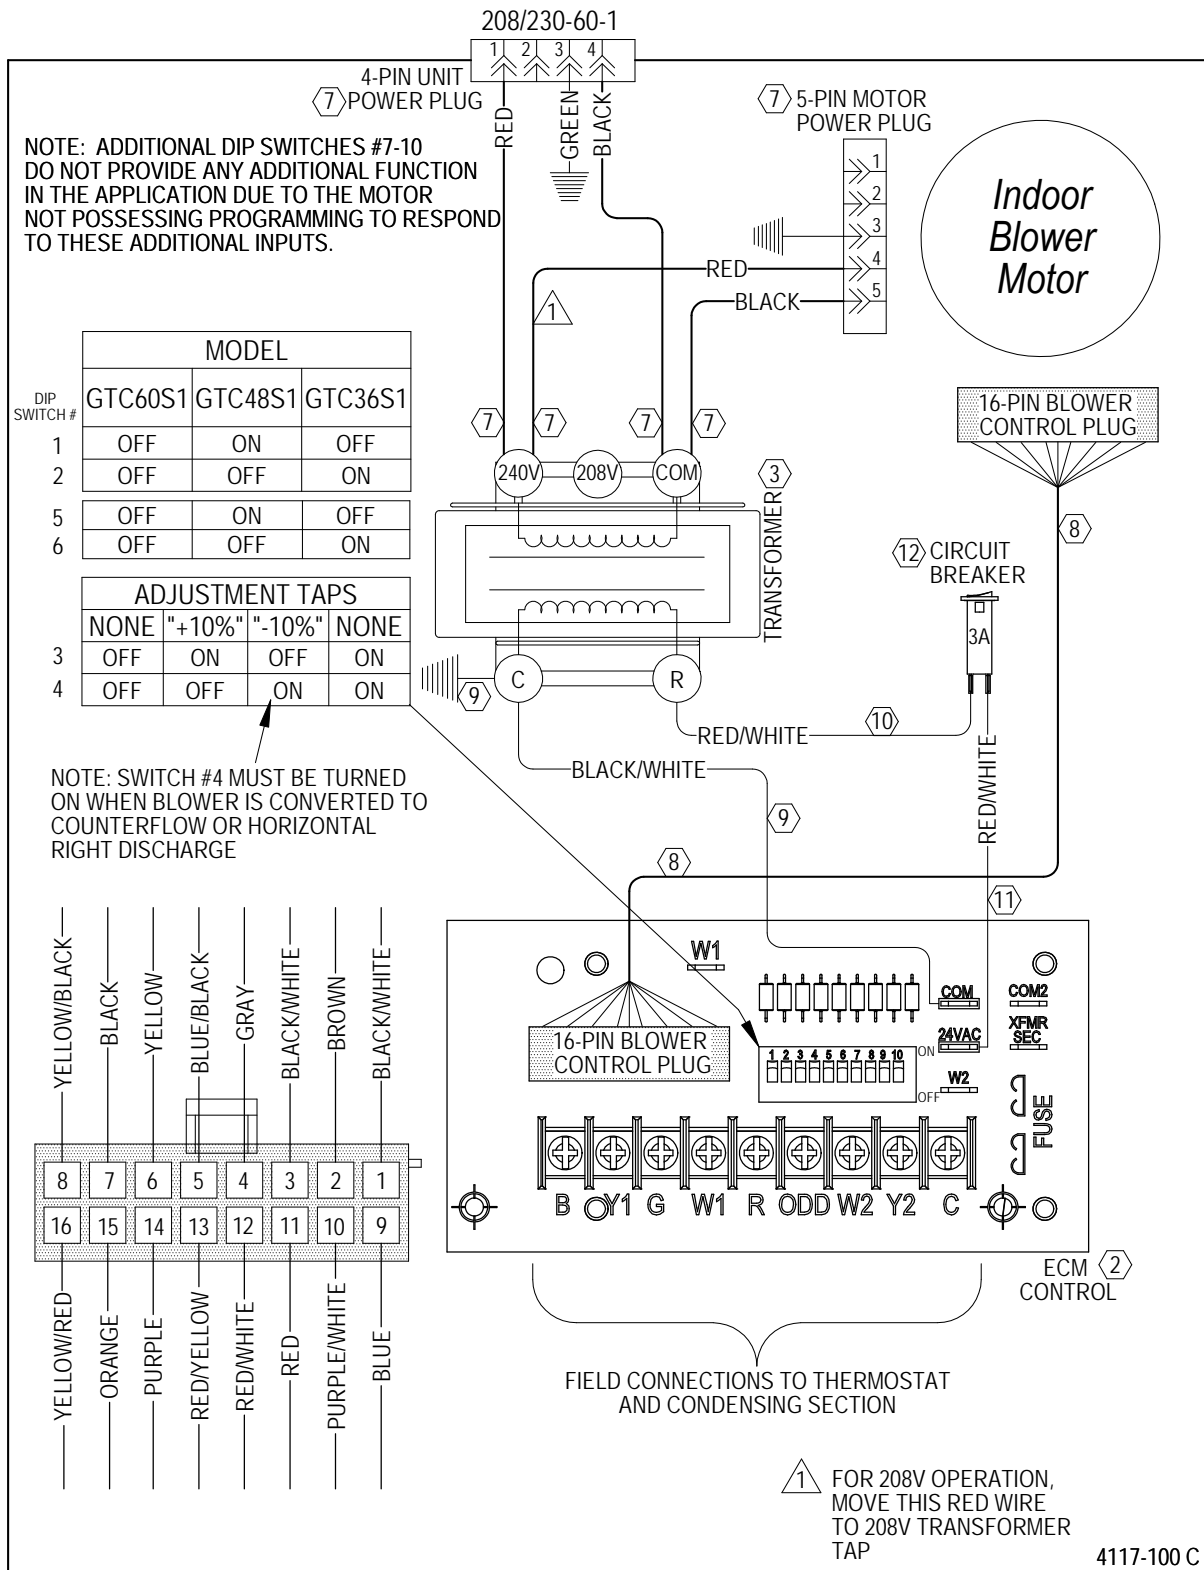 208/230-60-1
1 2 3 4
4-PIN UNIT
7 POWER PLUG
RED
GREEN
BLACK
7 5-PIN MOTOR
POWER PLUG
1
2
3
4
5
Indoor
Blower
Motor
NOTE: ADDITIONAL DIP SWITCHES #7-10
DO NOT PROVIDE ANY ADDITIONAL FUNCTION
IN THE APPLICATION DUE TO THE MOTOR
NOT POSSESSING PROGRAMMING TO RESPOND
TO THESE ADDITIONAL INPUTS.
RED
BLACK
1
MODEL
DIP
SWITCH #
GTC60S1 GTC48S1 GTC36S1
1 OFF ON OFF
2 OFF OFF ON
5 OFF ON OFF
6 OFF OFF ON
ADJUSTMENT TAPS
NONE "+10%" "-10%" NONE
3 OFF ON OFF ON
4 OFF OFF ON ON
NOTE: SWITCH #4 MUST BE TURNED
ON WHEN BLOWER IS CONVERTED TO
COUNTERFLOW OR HORIZONTAL
RIGHT DISCHARGE
7 7 7 7
240V 208V COM
TRANSFORMER 3
C R
9
16-PIN BLOWER
CONTROL PLUG
8
12 CIRCUIT
BREAKER
3A
RED/WHITE
10
BLACK/WHITE
9
RED/WHITE
8
11
YELLOW/BLACK
BLACK
YELLOW
BLUE/BLACK
GRAY
BLACK/WHITE
BROWN
BLACK/WHITE
8 7 6 5 4 3 2 1
16 15 14 13 12 11 10 9
YELLOW/RED
ORANGE
PURPLE
RED/YELLOW
RED/WHITE
RED
PURPLE/WHITE
BLUE
W1
COM
COM2
24VAC
XFMR
SEC
16-PIN BLOWER
CONTROL PLUG
1 2 3 4 5 6 7 8 9 10
ON
OFF
W2
FUSE
B Y1 G W1 R ODD W2 Y2 C
ECM 2
CONTROL
FIELD CONNECTIONS TO THERMOSTAT
AND CONDENSING SECTION
1 FOR 208V OPERATION,
MOVE THIS RED WIRE
TO 208V TRANSFORMER
TAP
4117-100 C